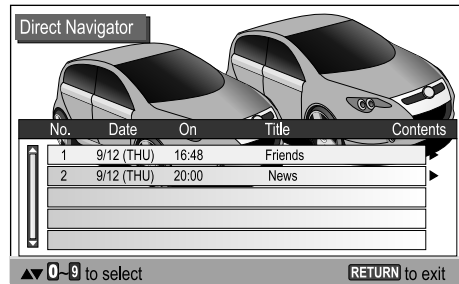 Direct Navigator
No. Date On Title Contents
1 9/12 (THU) 16:48 Friends
2 9/12 (THU) 20:00 News
0~9 to select RETURN to exit